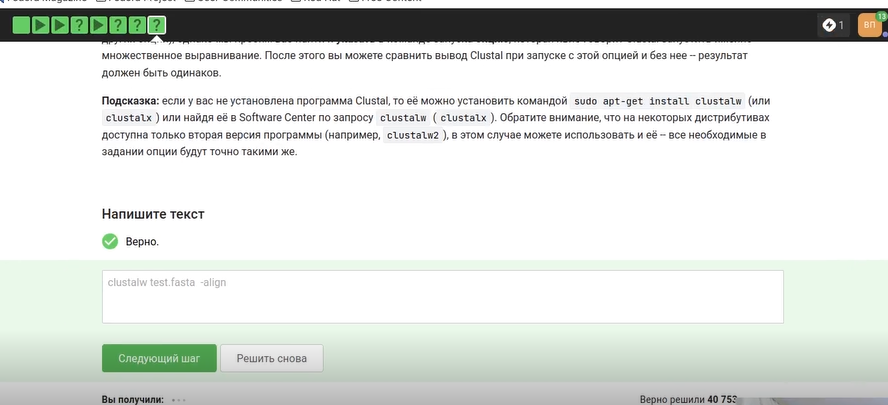 1
ВП
13
множественное выравнивание. После этого вы можете сравнить вывод Clustal при запуске с этой опцией и без нее – результат
должен быть одинаков.
Подсказка: если у вас не установлена программа Clustal, то её можно установить командой sudo apt-get install clustalw (или
clustalx ) или найдя её в Software Center по запросу clustalw ( clustalx ). Обратите внимание, что на некоторых дистрибутивах
доступна только вторая версия программы (например, clustalw2 ), в этом случае можете использовать и её – все необходимые в
задании опции будут точно такими же.
Напишите текст
Верно.
clustalw test.fasta -align
Следующий шаг
Решить снова
Вы получили:
Верно решили 40 753